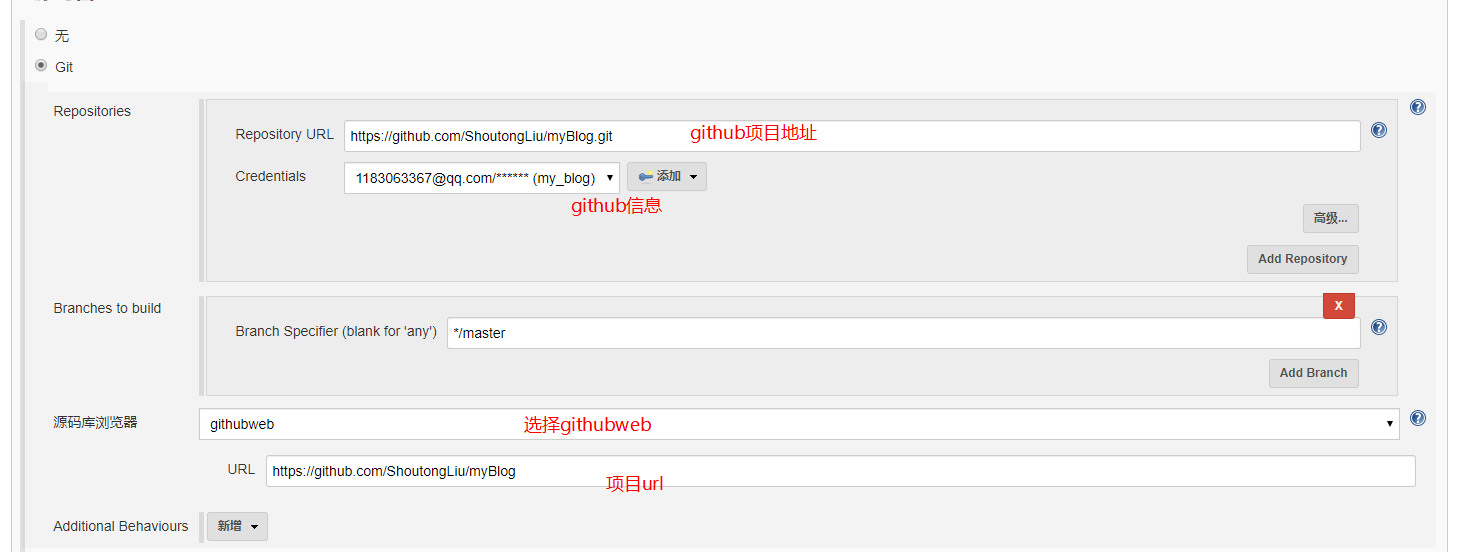 无
Git
Repositories
Repository URL https://github.com/ShoutongLiu/myBlog.git github项目地址
Credentials 1183063367@qq.com/****** (my_blog) 添加
github信息
高级...
Add Repository
Branches to build
X
Branch Specifier (blank for 'any') */master
Add Branch
源码库浏览器 githubweb 选择githubweb
URL https://github.com/ShoutongLiu/myBlog 项目url
Additional Behaviours 新增